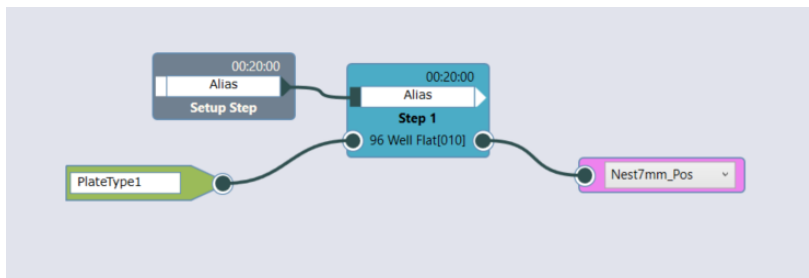 00:20:00
Alias
Setup Step
00:20:00
Alias
Step 1
96 Well Flat[010]
PlateType1
Nest7mm_Pos